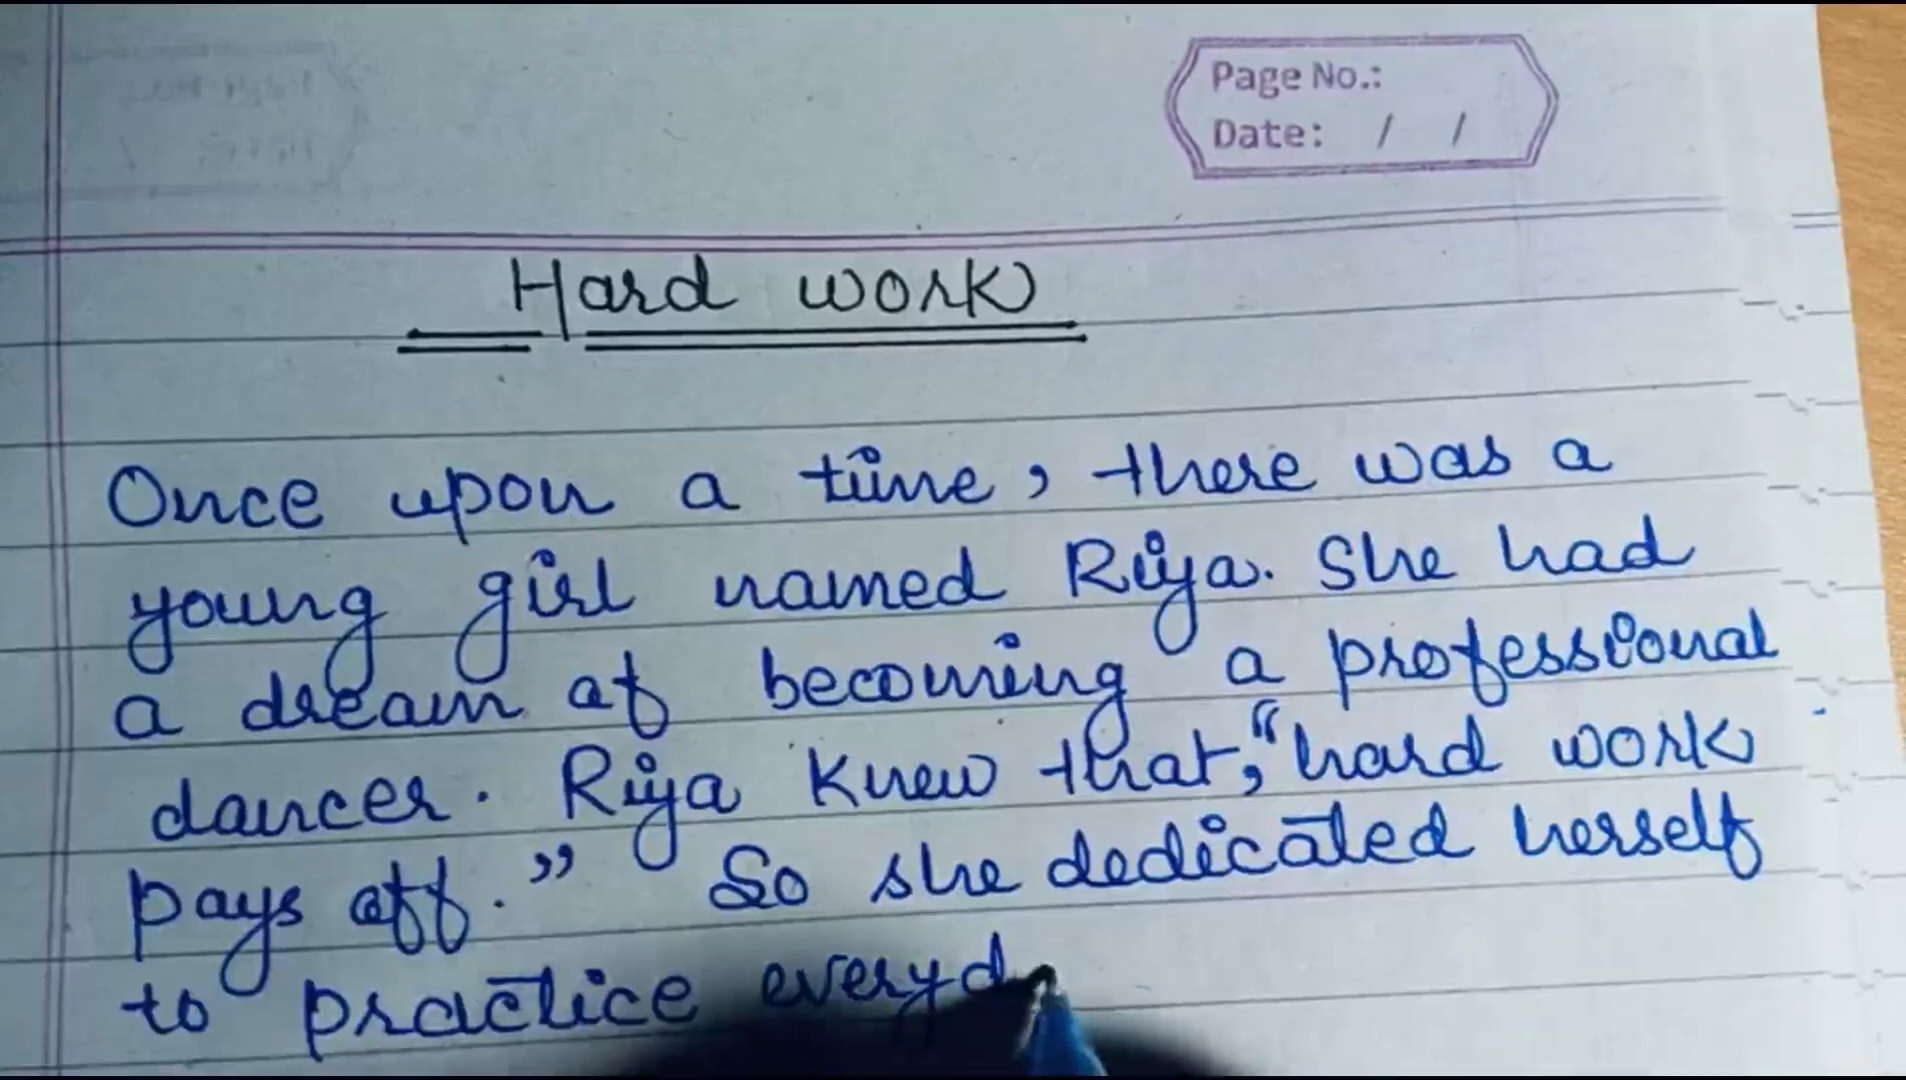 Page No.:
Date: / /
Hard work
Once upon a time, there was a
young girl named Riya. She had
a dream of becoming a professional
dancer. Riya knew that, "hard work
pays off." So she dedicated herself
to practice everyd